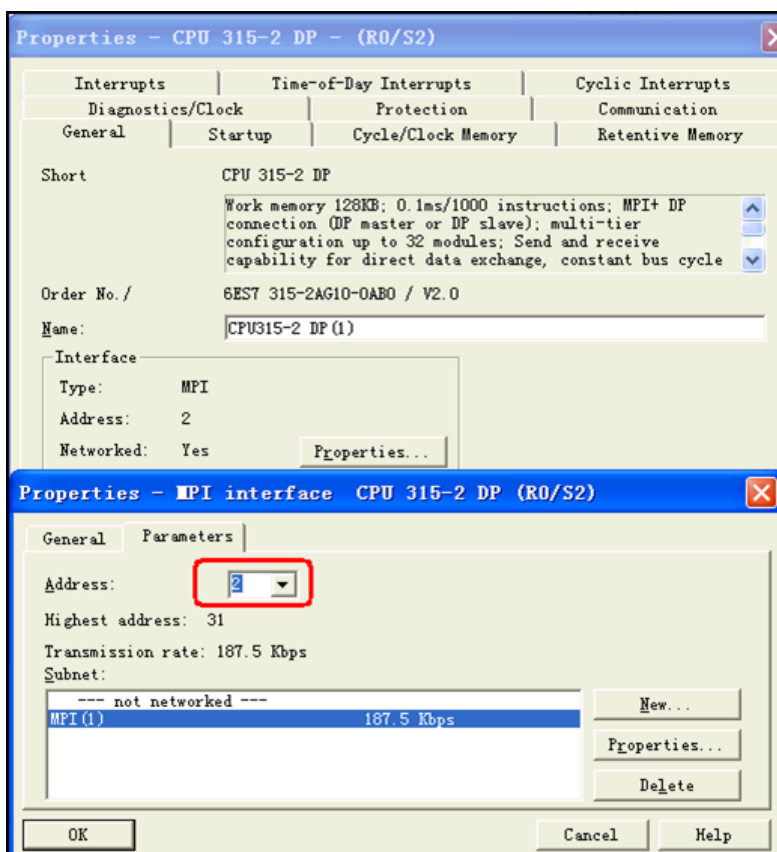 Properties - CPU 315-2 DP - (R0/S2)
Interrupts Time-of-Day Interrupts Cyclic Interrupts
Diagnostics/Clock Protection Communication
General Startup Cycle/Clock Memory Retentive Memory
Short CPU 315-2 DP
Work memory 128KB; 0.1ms/1000 instructions; MPI+ DP
connection (DP master or DP slave); multi-tier
configuration up to 32 modules; Send and receive
capability for direct data exchange, constant bus cycle
Order No./ 6ES7 315-2AG10-0AB0 / V2.0
Name: CPU315-2 DP(1)
Interface
Type: MPI
Address: 2
Networked: Yes Properties...
Properties - MPI interface CPU 315-2 DP (R0/S2)
General Parameters
Address: 2
Highest address: 31
Transmission rate: 187.5 Kbps
Subnet:
--- not networked ---
MPI(1) 187.5 Kbps
New...
Properties...
Delete
OK Cancel Help